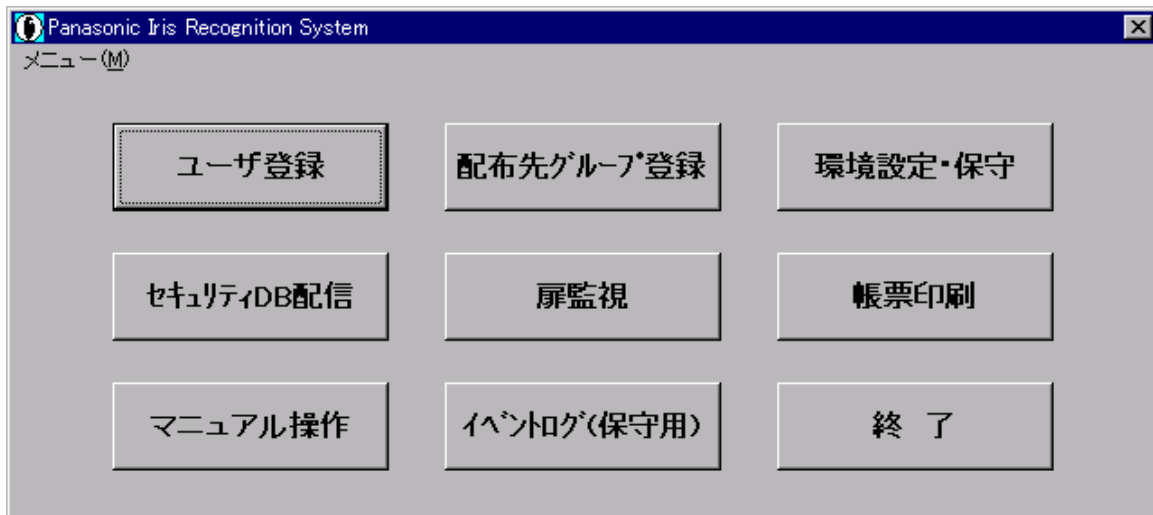 Panasonic Iris Recognition System
メニュー(M)
ユーザ登録
配布先グループ登録
環境設定・保守
セキュリティDB配信
扉監視
帳票印刷
マニュアル操作
イベントログ(保守用)
終 了